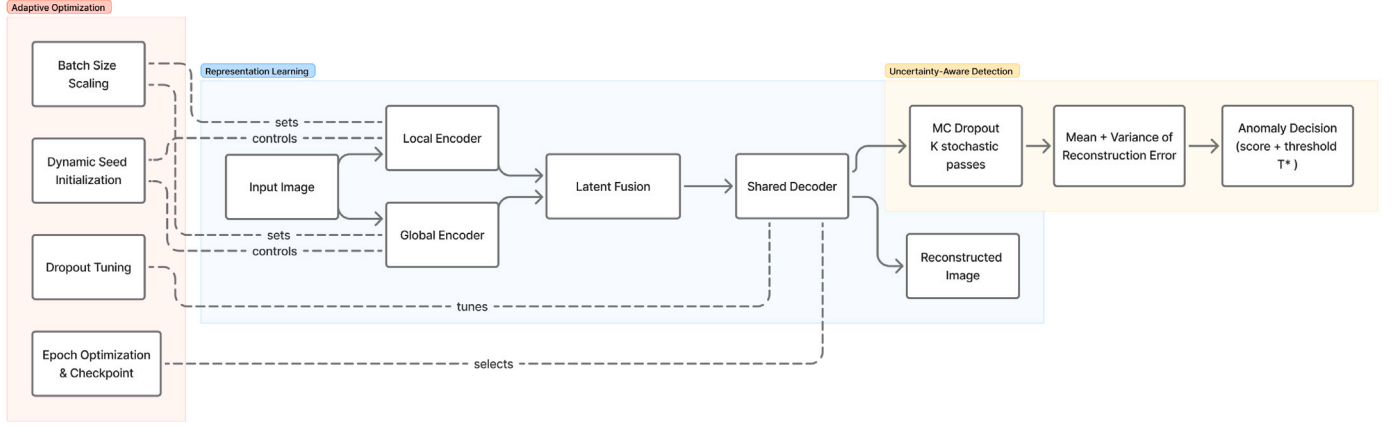 Adaptive Optimization
Batch Size
Scaling
Dynamic Seed
Initialization
Dropout Tuning
Epoch Optimization
& Checkpoint
Representation Learning
sets
controls
Input Image
Local Encoder
Global Encoder
sets
controls
tunes
selects
Latent Fusion
Shared Decoder
Reconstructed
Image
Uncertainty-Aware Detection
MC Dropout
K stochastic
passes
Mean + Variance of
Reconstruction Error
Anomaly Decision
(score + threshold
T* )